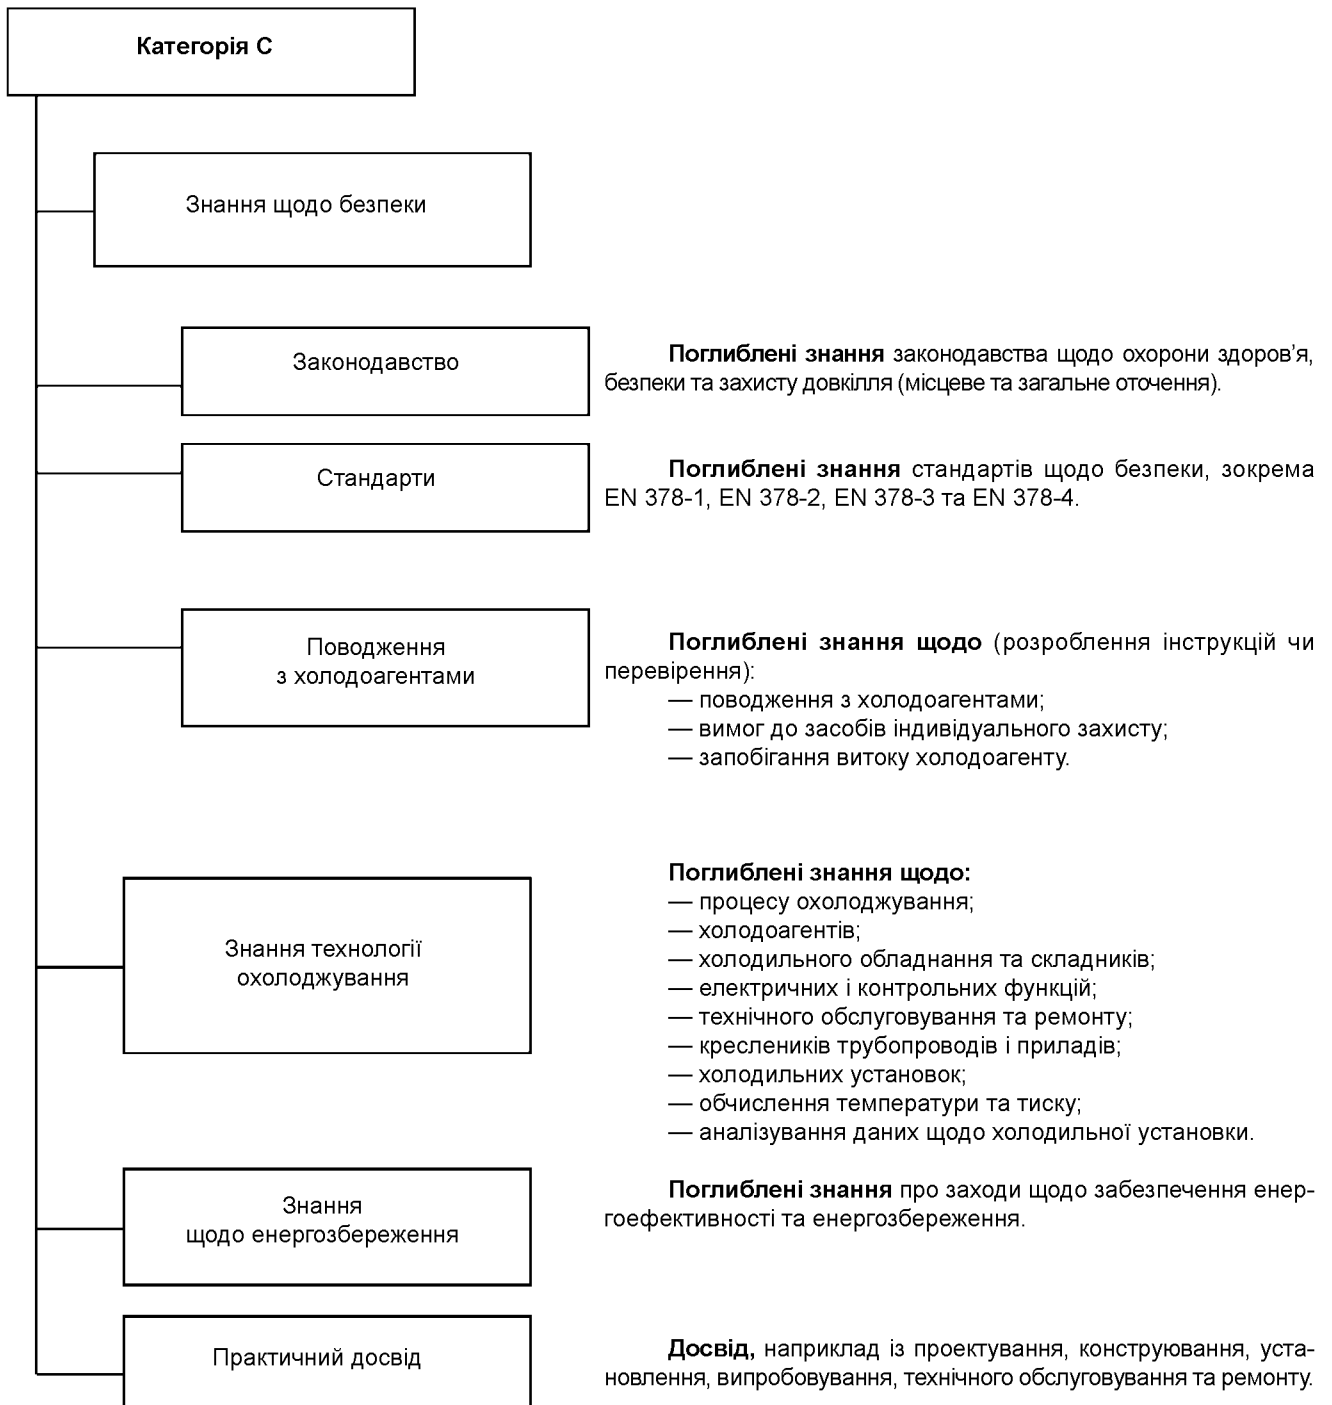 Категорія С
Знання щодо безпеки
Законодавство
Поглиблені знання законодавства щодо охорони здоров’я,
безпеки та захисту довкілля (місцеве та загальне оточення).
Стандарти
Поглиблені знання стандартів щодо безпеки, зокрема
EN 378-1, EN 378-2, EN 378-3 та EN 378-4.
Поводження
з холодоагентами
Поглиблені знання щодо (розроблення інструкцій чи
перевірення):
— поводження з холодоагентами;
— вимог до засобів індивідуального захисту;
— запобігання витоку холодоагенту.
Знання технології
охолоджування
Поглиблені знання щодо:
— процесу охолоджування;
— холодоагентів;
— холодильного обладнання та складників;
— електричних і контрольних функцій;
— технічного обслуговування та ремонту;
— креслеників трубопроводів і приладів;
— холодильних установок;
— обчислення температури та тиску;
— аналізування даних щодо холодильної установки.
Знання
щодо енергозбереження
Поглиблені знання про заходи щодо забезпечення енер-
гоефективності та енергозбереження.
Практичний досвід
Досвід, наприклад із проектування, конструювання, уста-
новлення, випробовування, технічного обслуговування та ремонту.